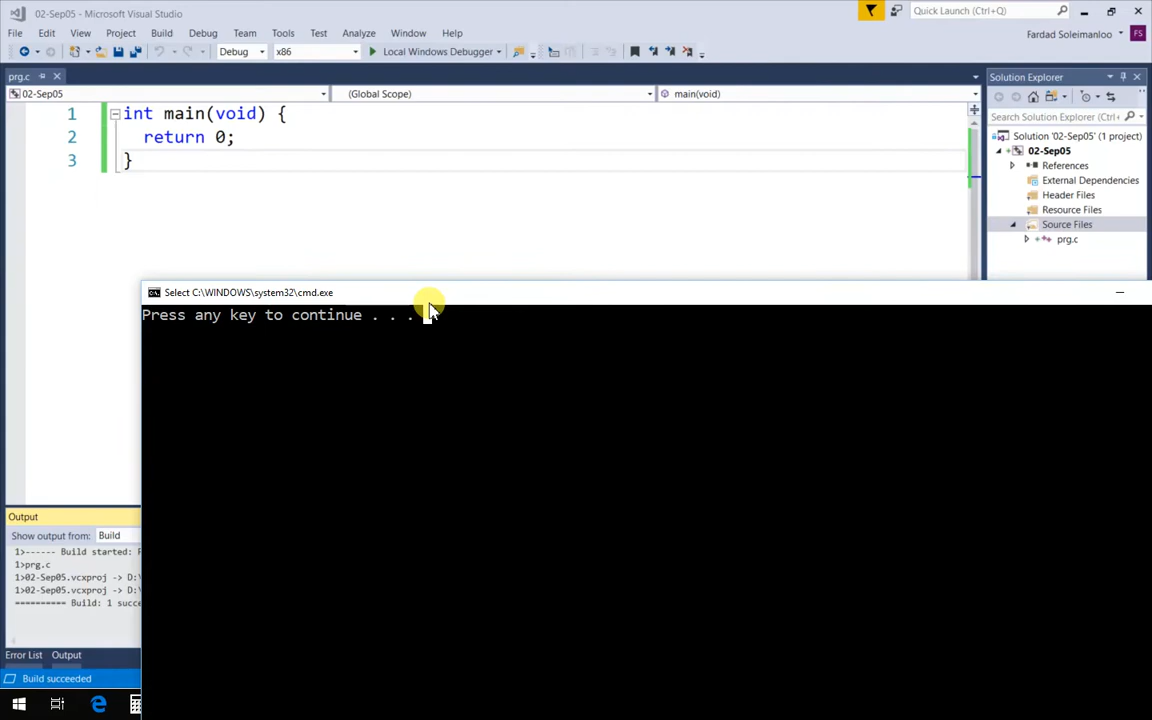 02-Sep05 - Microsoft Visual Studio
Quick Launch (Ctrl+Q)
File Edit View Project Build Debug Team Tools Test Analyze Window Help
Fardad Soleimanloo FS
Debug x86 Local Windows Debugger
prg.c
02-Sep05 (Global Scope) main(void)
1 int main(void) {
2 return 0;
3 }
Solution Explorer
Search Solution Explorer (Ctrl+
Solution '02-Sep05' (1 project)
02-Sep05
References
External Dependencies
Header Files
Resource Files
Source Files
prg.c
Select C:\WINDOWS\system32\cmd.exe
Press any key to continue . . .
Output
Show output from: Build
1>------ Build started: P
1>prg.c
1>02-Sep05.vcxproj -> D:\
1>02-Sep05.vcxproj -> D:\
========== Build: 1 succe
Error List Output
Build succeeded